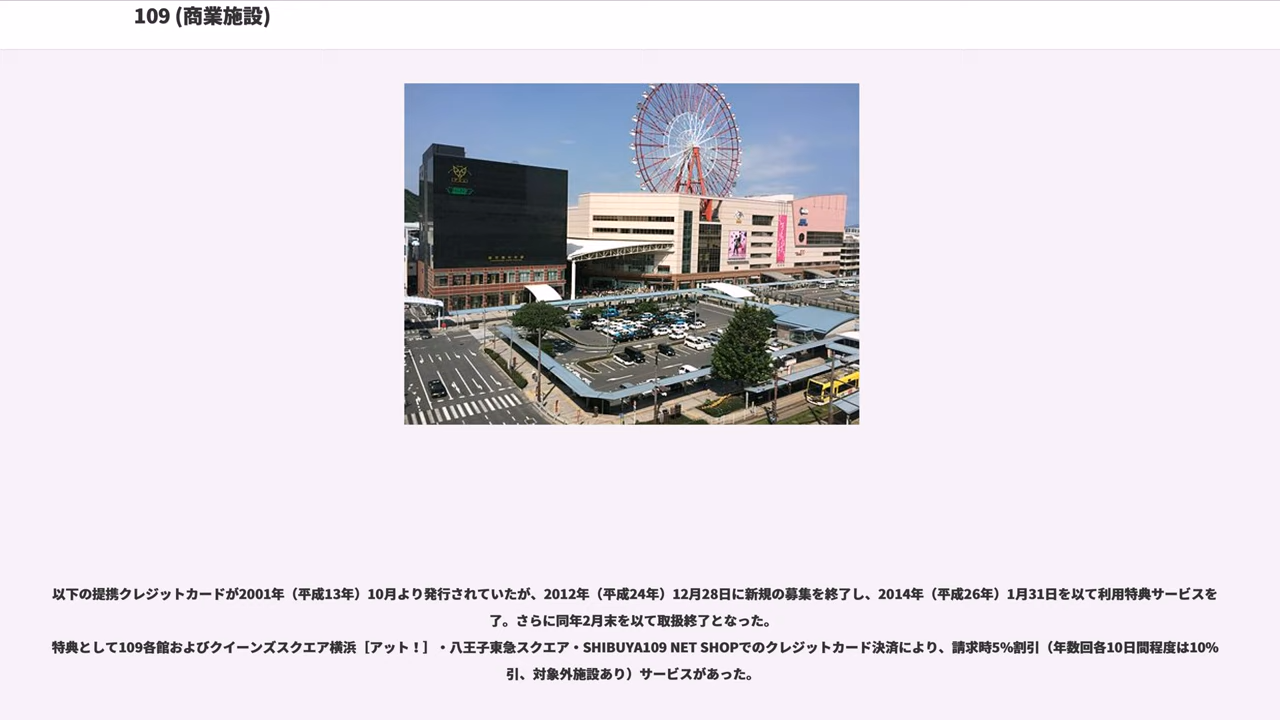 109 (商業施設)
以下の提携クレジットカードが2001年（平成13年）10月より発行されていたが、2012年（平成24年）12月28日に新規の募集を終了し、2014年（平成26年）1月31日を以て利用特典サービスを
了。さらに同年2月末を以て取扱終了となった。
特典として109各館およびクイーンズスクエア横浜［アット！］・八王子東急スクエア・SHIBUYA109 NET SHOPでのクレジットカード決済により、請求時5%割引（年数回各10日間程度は10%
引、対象外施設あり）サービスがあった。